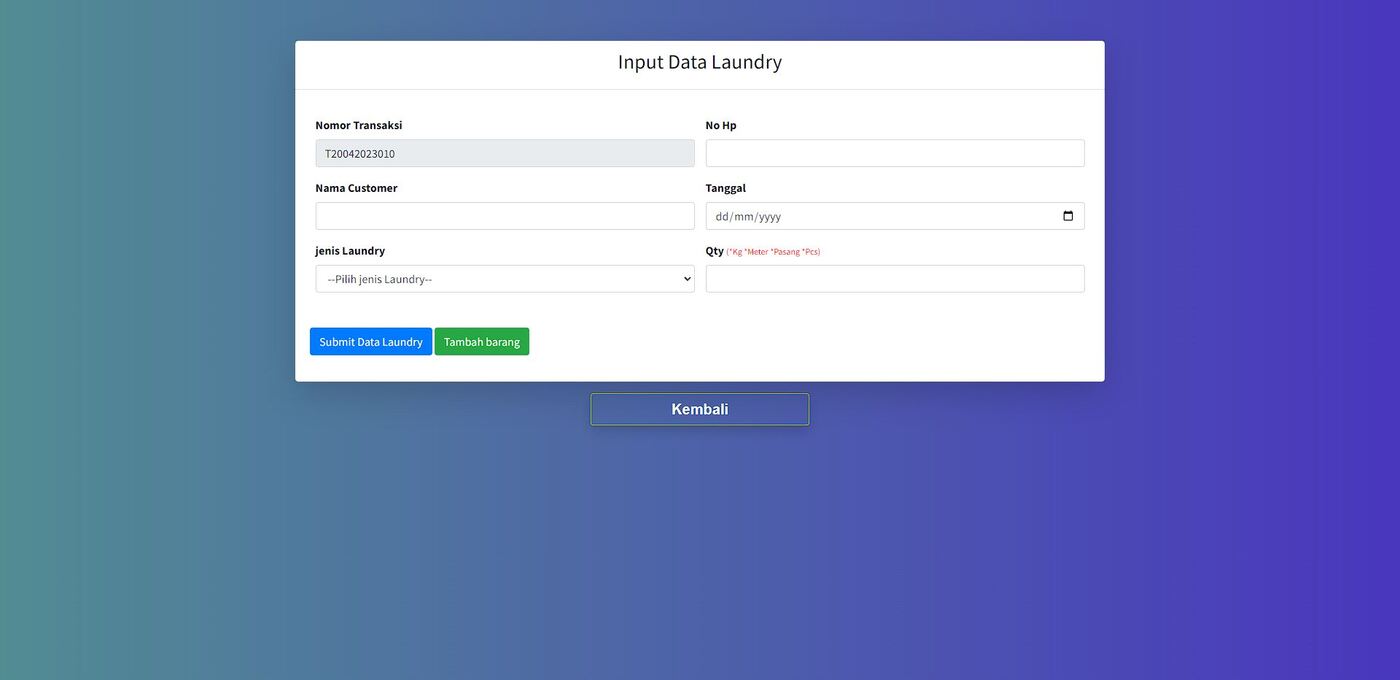 Input Data Laundry
Nomor Transaksi
No Hp
T20042023010
Nama Customer
Tanggal
dd/mm/yyyy
jenis Laundry
Qty (*Kg *Meter *Pasang *Pcs)
--Pilih jenis Laundry--
Submit Data Laundry
Tambah barang
Kembali